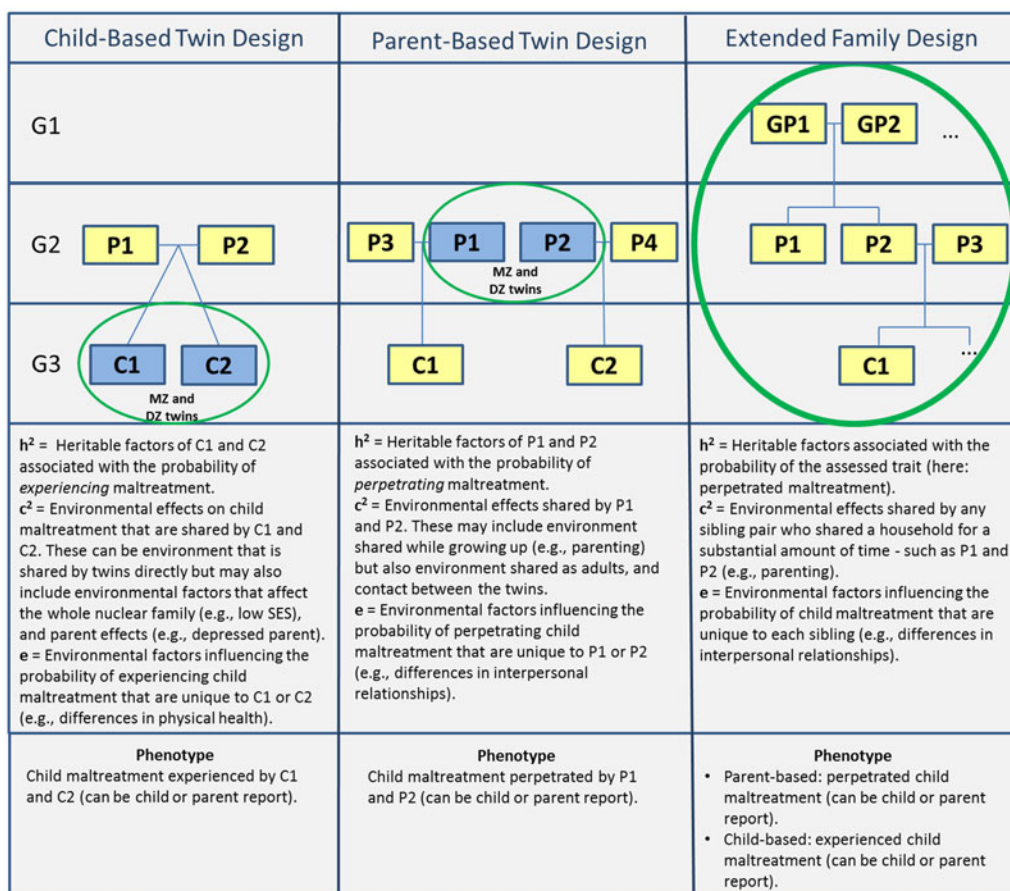 Child-Based Twin Design
Parent-Based Twin Design
Extended Family Design
G1
GP1
GP2
...
G2
P1
P2
P3
P1
P2
P4
MZ and
DZ twins
P1
P2
P3
G3
C1
C2
MZ and
DZ twins
C1
C2
C1
...
h² = Heritable factors of C1 and C2
associated with the probability of
experiencing maltreatment.
c² = Environmental effects on child
maltreatment that are shared by C1 and
C2. These can be environment that is
shared by twins directly but may also
include environmental factors that affect
the whole nuclear family (e.g., low SES),
and parent effects (e.g., depressed parent).
e = Environmental factors influencing the
probability of experiencing child
maltreatment that are unique to C1 or C2
(e.g., differences in physical health).
h² = Heritable factors of P1 and P2
associated with the probability of
perpetrating maltreatment.
c² = Environmental effects shared by P1
and P2. These may include environment
shared while growing up (e.g., parenting)
but also environment shared as adults, and
contact between the twins.
e = Environmental factors influencing the
probability of perpetrating child
maltreatment that are unique to P1 or P2
(e.g., differences in interpersonal
relationships).
h² = Heritable factors associated with the
probability of the assessed trait (here:
perpetrated maltreatment).
c² = Environmental effects shared by any
sibling pair who shared a household for a
substantial amount of time - such as P1 and
P2 (e.g., parenting).
e = Environmental factors influencing the
probability of child maltreatment that are
unique to each sibling (e.g., differences in
interpersonal relationships).
Phenotype
Child maltreatment experienced by C1
and C2 (can be child or parent report).
Phenotype
Child maltreatment perpetrated by P1
and P2 (can be child or parent report).
Phenotype
• Parent-based: perpetrated child
maltreatment (can be child or parent
report).
• Child-based: experienced child
maltreatment (can be child or parent
report).